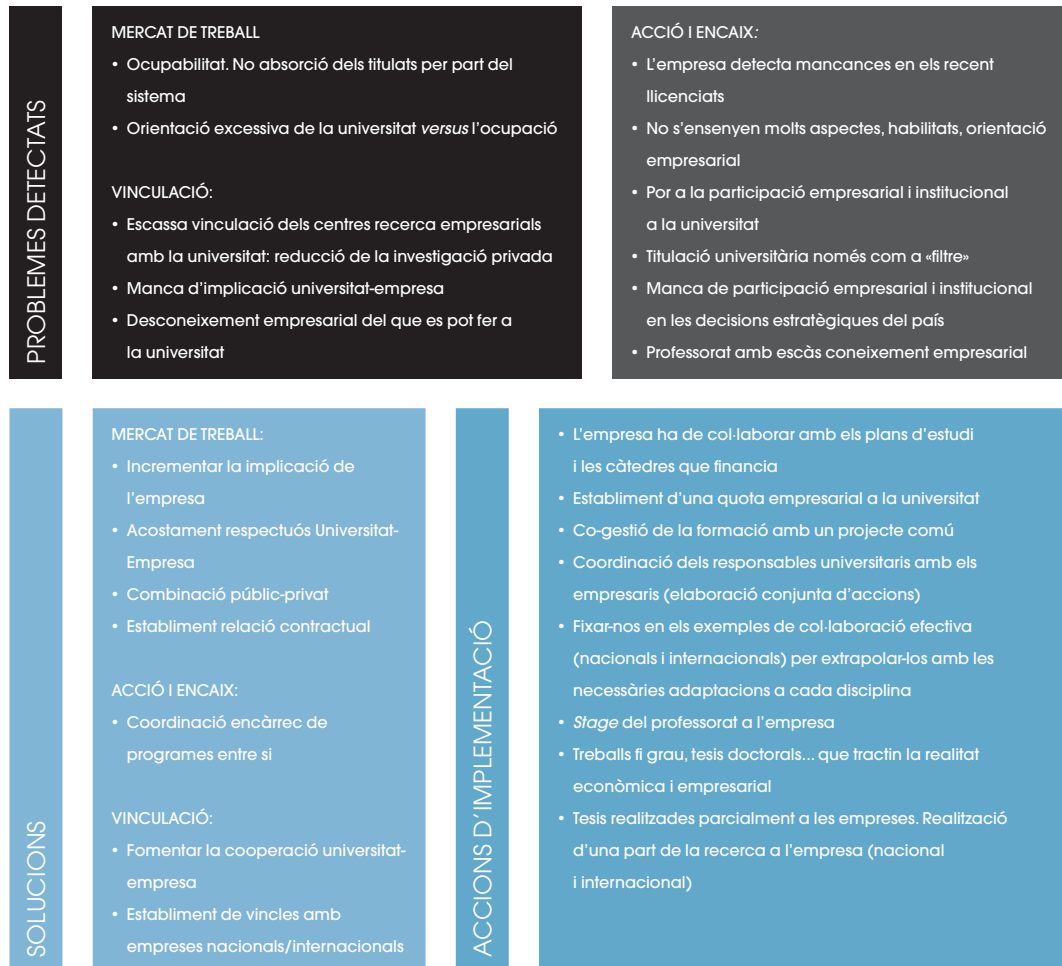 PROBLEMES DETECTATS
MERCAT DE TREBALL
• Ocupabilitat. No absorció dels titulats per part del
sistema
• Orientació excessiva de la universitat versus l'ocupació
VINCULACIÓ:
• Escassa vinculació dels centres recerca empresarials
amb la universitat: reducció de la investigació privada
• Manca d'implicació universitat-empresa
• Desconeixement empresarial del que es pot fer a
la universitat
ACCIÓ I ENCAIX:
• L'empresa detecta mancances en els recent
llicenciats
• No s'ensenyen molts aspectes, habilitats, orientació
empresarial
• Por a la participació empresarial i institucional
a la universitat
• Titulació universitària només com a «filtre»
• Manca de participació empresarial i institucional
en les decisions estratègiques del país
• Professorat amb escàs coneixement empresarial
SOLUCIONS
MERCAT DE TREBALL:
• Incrementar la implicació de
l'empresa
• Acostament respectuós Universitat-
Empresa
• Combinació públic-privat
• Establiment relació contractual
ACCIÓ I ENCAIX:
• Coordinació encàrrec de
programes entre si
VINCULACIÓ:
• Fomentar la cooperació universitat-
empresa
• Establiment de vincles amb
empreses nacionals/internacionals
ACCIONS D'IMPLEMENTACIÓ
• L'empresa ha de col·laborar amb els plans d'estudi
i les càtedres que financia
• Establiment d'una quota empresarial a la universitat
• Co-gestió de la formació amb un projecte comú
• Coordinació dels responsables universitaris amb els
empresaris (elaboració conjunta d'accions)
• Fixar-nos en els exemples de col·laboració efectiva
(nacionals i internacionals) per extrapolar-los amb les
necessàries adaptacions a cada disciplina
• Stage del professorat a l'empresa
• Treballs fi grau, tesis doctorals... que tractin la realitat
econòmica i empresarial
• Tesis realitzades parcialment a les empreses. Realització
d'una part de la recerca a l'empresa (nacional
i internacional)